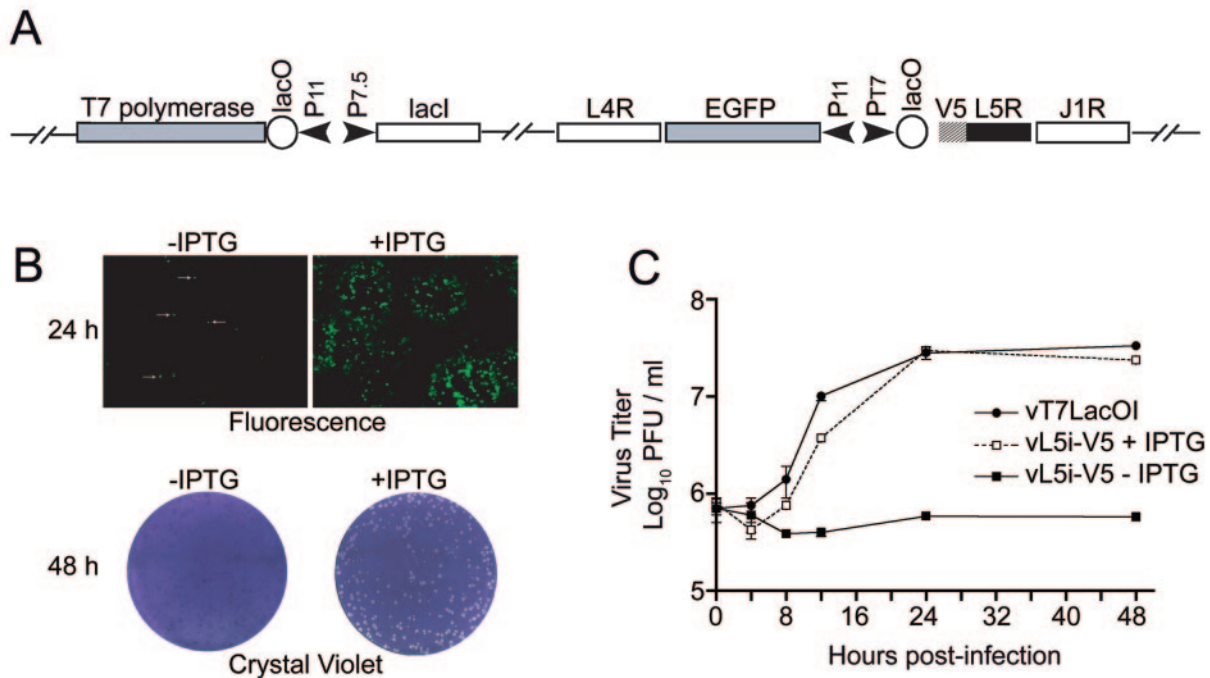 A
T7 polymerase lacO P11 P7.5 lacI L4R EGFP P11 PT7 lacO V5 L5R J1R
B
-IPTG +IPTG
24 h
Fluorescence
-IPTG +IPTG
48 h
Crystal Violet
C
Virus Titer
Log10 PFU / ml
8
7
6
5
vT7LacOI
vL5i-V5 + IPTG
vL5i-V5 - IPTG
0 8 16 24 32 40 48
Hours post-infection